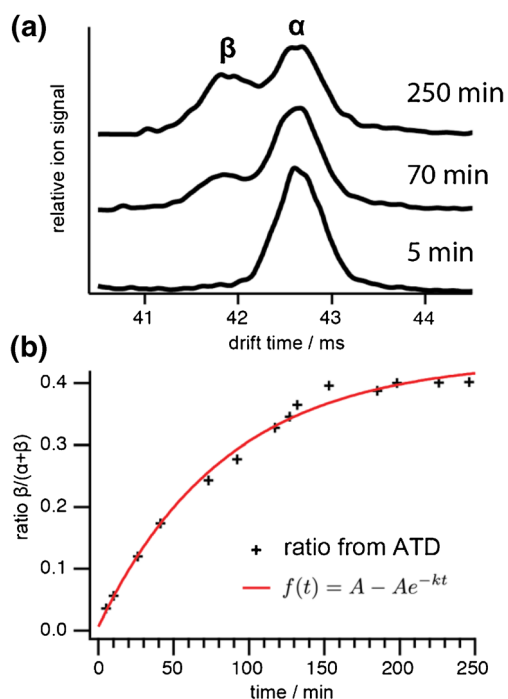 (a)
β α
relative ion signal
250 min
70 min
5 min
41 42 43 44
drift time / ms
(b)
ratio β/(α+β)
0.4
0.3
0.2
0.1
0.0
+ ratio from ATD
f(t) = A − Ae^{−kt}
0 50 100 150 200 250
time / min